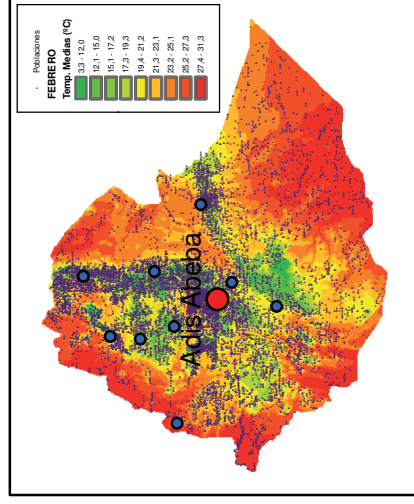 · Poblaciones
FEBRERO
Temp. Medias (ºC)
3,3 - 12,0
12,1 - 15,0
15,1 - 17,2
17,3 - 19,3
19,4 - 21,2
21,3 - 23,1
23,2 - 25,1
25,2 - 27,3
27,4 - 31,3
Adis Abeba